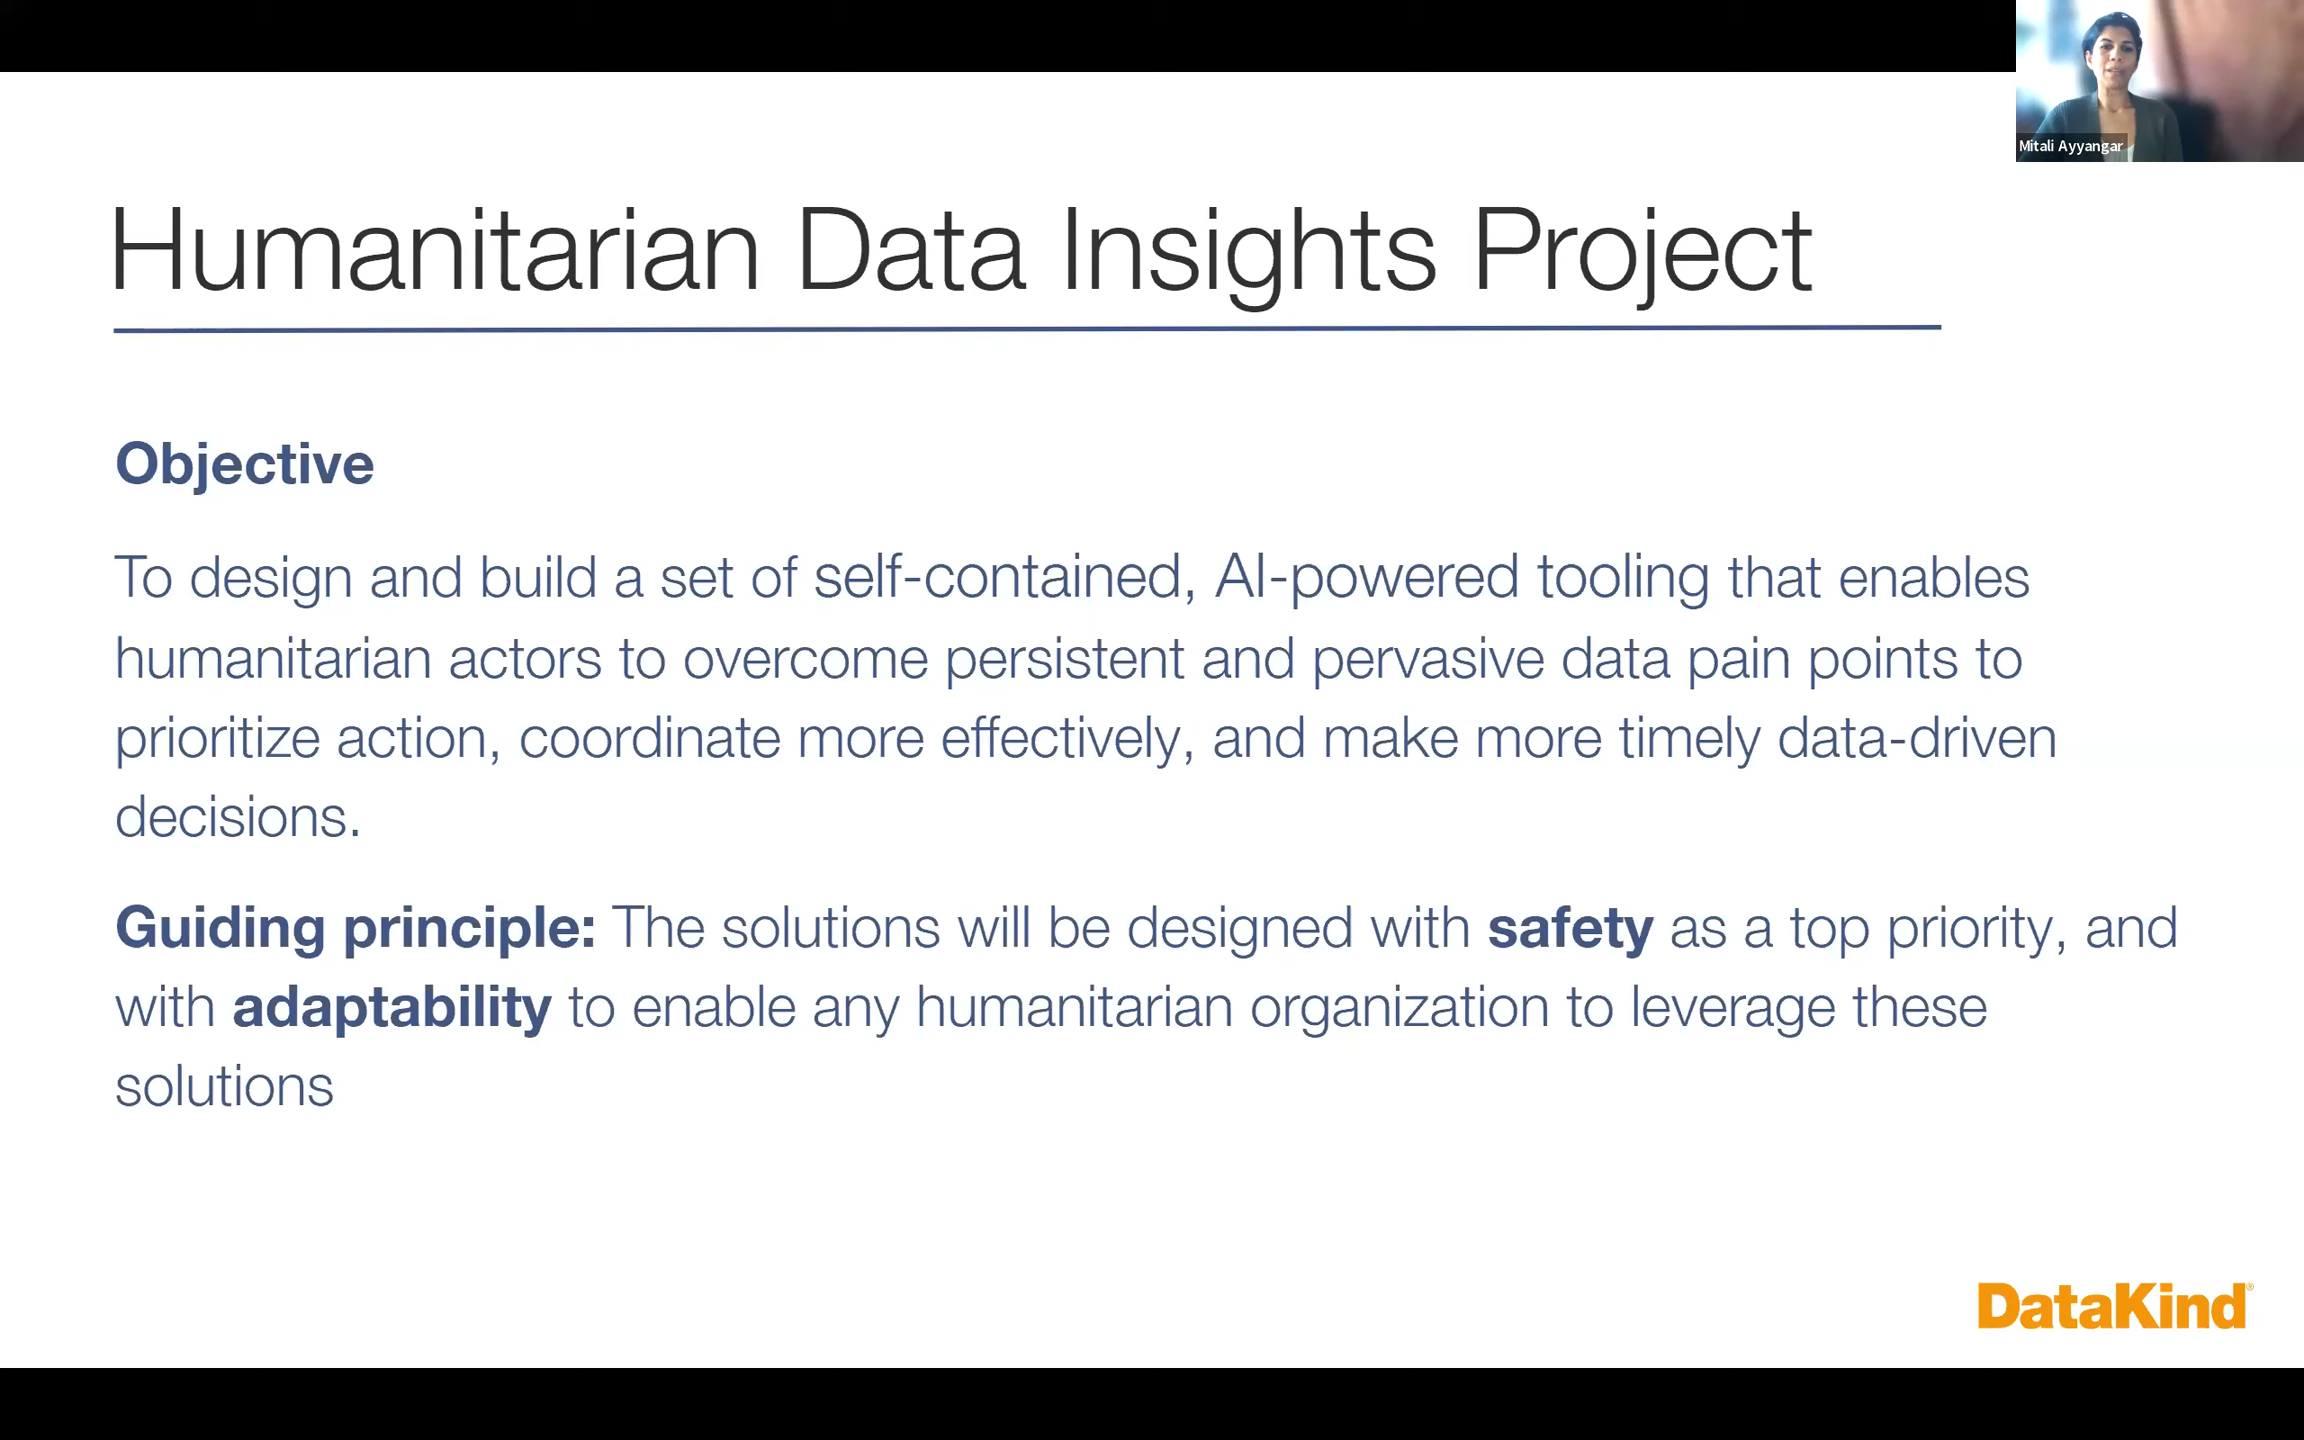 Mitali Ayyangar
Humanitarian Data Insights Project
Objective
To design and build a set of self-contained, AI-powered tooling that enables
humanitarian actors to overcome persistent and pervasive data pain points to
prioritize action, coordinate more effectively, and make more timely data-driven
decisions.
Guiding principle: The solutions will be designed with safety as a top priority, and
with adaptability to enable any humanitarian organization to leverage these
solutions
DataKind®